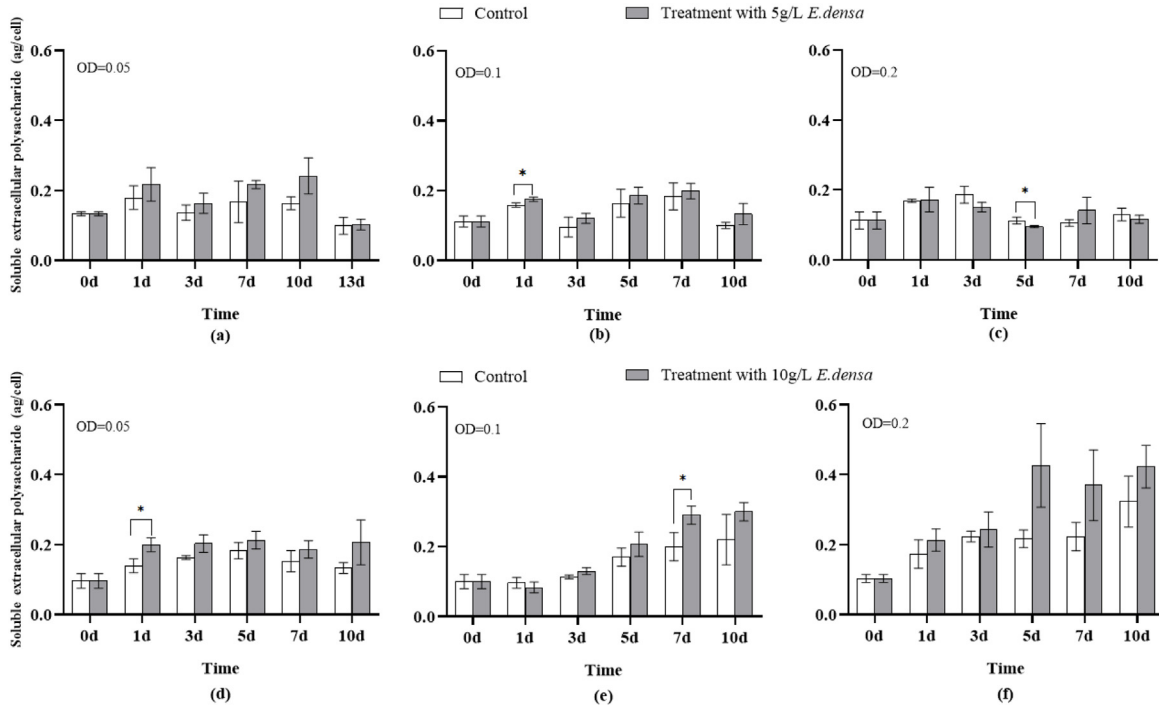 Control Treatment with 5g/L E.densa
Soluble extracellular polysaccharide (ag/cell)
0.6
0.4
0.2
0.0
OD=0.05
0d 1d 3d 7d 10d 13d
Time
(a)
0.6
0.4
0.2
0.0
OD=0.1
*
0d 1d 3d 5d 7d 10d
Time
(b)
0.6
0.4
0.2
0.0
OD=0.2
*
0d 1d 3d 5d 7d 10d
Time
(c)
Control Treatment with 10g/L E.densa
Soluble extracellular polysaccharide (ag/cell)
0.6
0.4
0.2
0.0
OD=0.05
*
0d 1d 3d 5d 7d 10d
Time
(d)
0.6
0.4
0.2
0.0
OD=0.1
*
0d 1d 3d 5d 7d 10d
Time
(e)
0.6
0.4
0.2
0.0
OD=0.2
0d 1d 3d 5d 7d 10d
Time
(f)